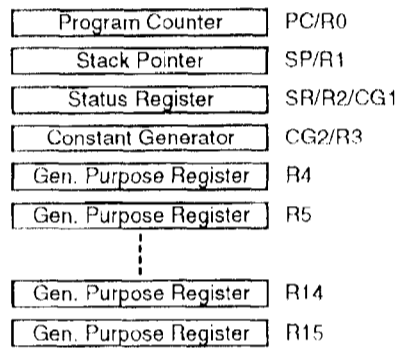 Program Counter PC/R0
Stack Pointer SP/R1
Status Register SR/R2/CG1
Constant Generator CG2/R3
Gen. Purpose Register R4
Gen. Purpose Register R5
Gen. Purpose Register R14
Gen. Purpose Register R15